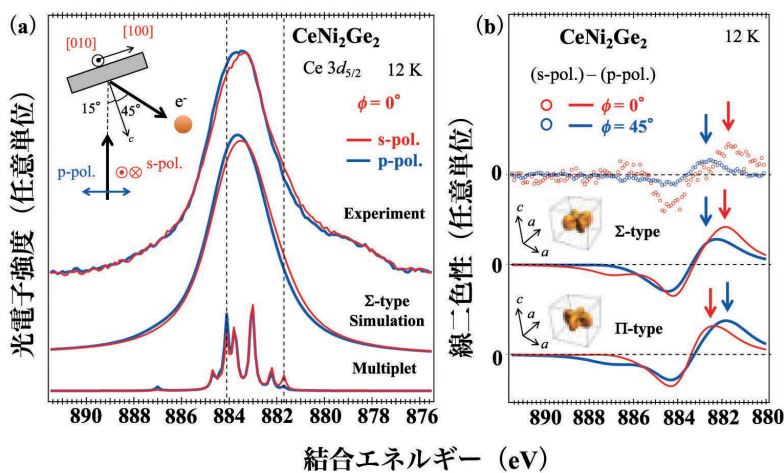 (a)
CeNi₂Ge₂
Ce 3d₅/₂ 12 K
ϕ = 0°
s-pol.
p-pol.
[010]
[100]
15°
45°
c
e⁻
p-pol.
s-pol.
Experiment
Σ-type
Simulation
Multiplet
光電子強度（任意単位）
890 888 886 884 882 880 878 876
(b)
CeNi₂Ge₂ 12 K
(s-pol.) – (p-pol.)
ϕ = 0°
ϕ = 45°
0
c
a
a
Σ-type
0
c
a
a
Π-type
0
線二色性（任意単位）
890 888 886 884 882 880
結合エネルギー（eV）